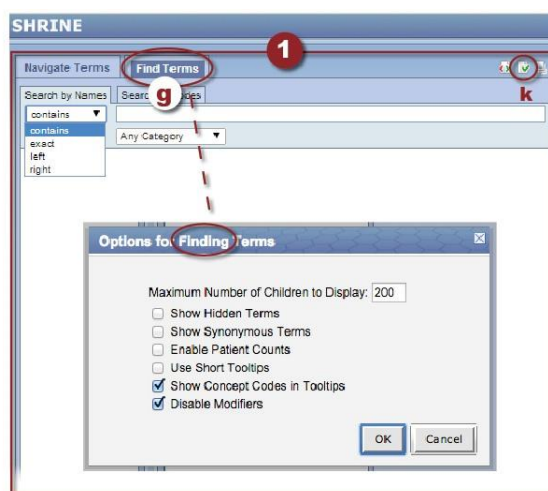 SHRINE
1
Navigate Terms
Find Terms
Search by Names
g
k
contains
contains
exact
left
right
Any Category
Options for Finding Terms
Maximum Number of Children to Display: 200
Show Hidden Terms
Show Synonymous Terms
Enable Patient Counts
Use Short Tooltips
Show Concept Codes in Tooltips
Disable Modifiers
OK
Cancel